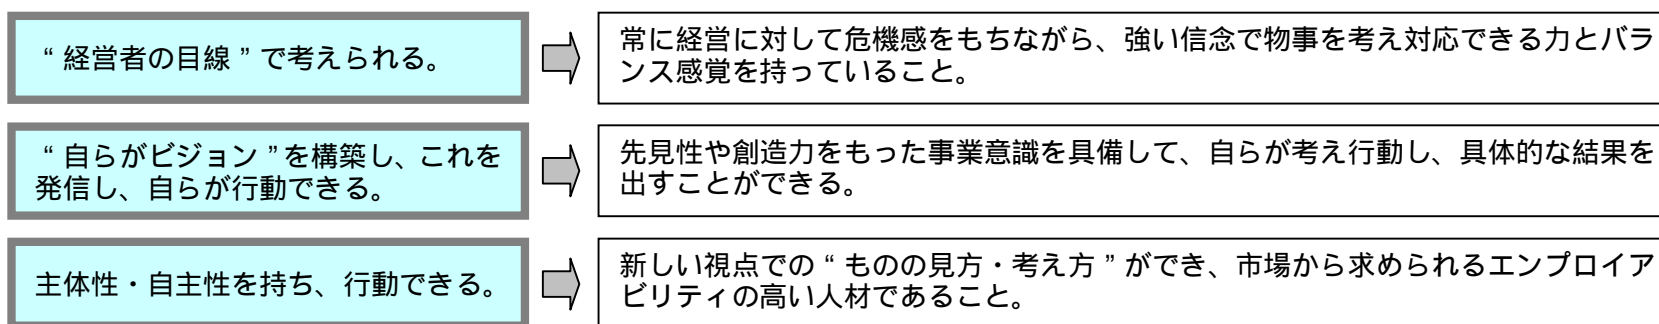 “ 経営者の目線 ” で考えられる。
常に経営に対して危機感をもちながら、強い信念で物事を考え対応できる力とバラ
ンス感覚を持っていること。
“ 自らがビジョン ”を構築し、これを
発信し、自らが行動できる。
先見性や創造力をもった事業意識を具備して、自らが考え行動し、具体的な結果を
出すことができる。
主体性・自主性を持ち、行動できる。
新しい視点での “ ものの見方・考え方 ” ができ、市場から求められるエンプロイア
ビリティの高い人材であること。